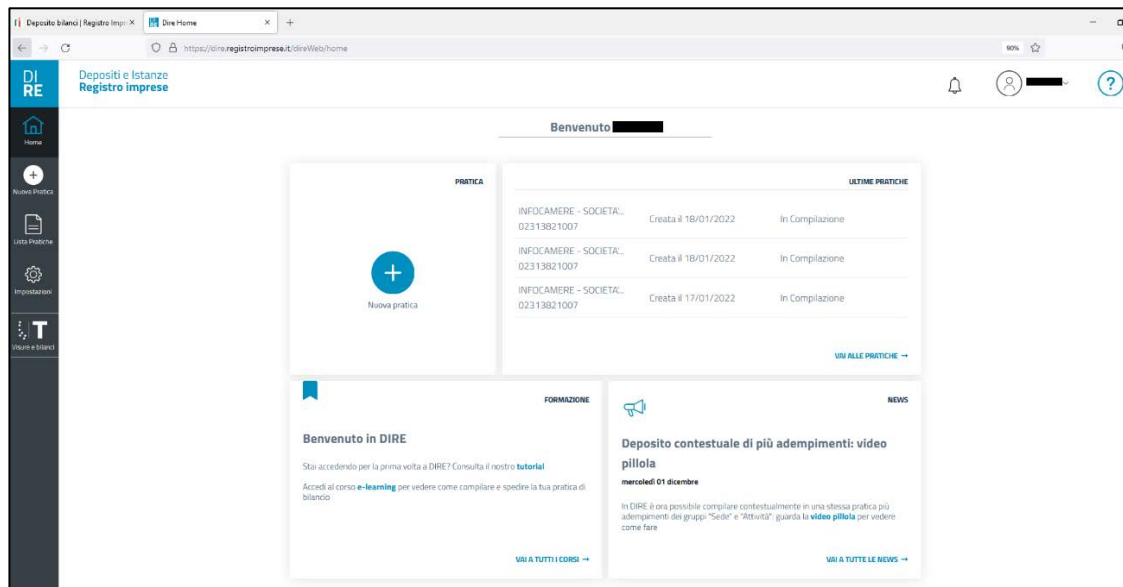 Deposito bilanci | Registro Impr
Dire Home
https://dire.registroimprese.it/direWeb/home
90%
DI
RE
Depositi e Istanze
Registro imprese
?
Home
Nuova Pratica
Lista Pratiche
Impostazioni
T
Visure e bilanci
Benvenuto
PRATICA
Nuova pratica
ULTIME PRATICHE
INFOCAMERE - SOCIETA'... Creata il 18/01/2022 In Compilazione
02313821007
INFOCAMERE - SOCIETA'... Creata il 18/01/2022 In Compilazione
02313821007
INFOCAMERE - SOCIETA'... Creata il 17/01/2022 In Compilazione
02313821007
VAI ALLE PRATICHE →
FORMAZIONE
Benvenuto in DIRE
Stai accedendo per la prima volta a DIRE? Consulta il nostro tutorial
Accedi al corso e-learning per vedere come compilare e spedire la tua pratica di
bilancio
VAI A TUTTI I CORSI →
NEWS
Deposito contestuale di più adempimenti: video
pillola
mercoledì 01 dicembre
In DIRE è ora possibile compilare contestualmente in una stessa pratica più
adempimenti dei gruppi "Sede" e "Attività": guarda la video pillola per vedere
come fare
VAI A TUTTE LE NEWS →